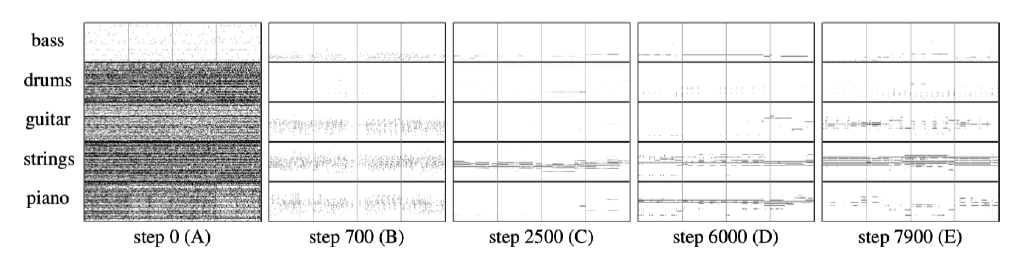 bass
drums
guitar
strings
piano
step 0 (A) step 700 (B) step 2500 (C) step 6000 (D) step 7900 (E)